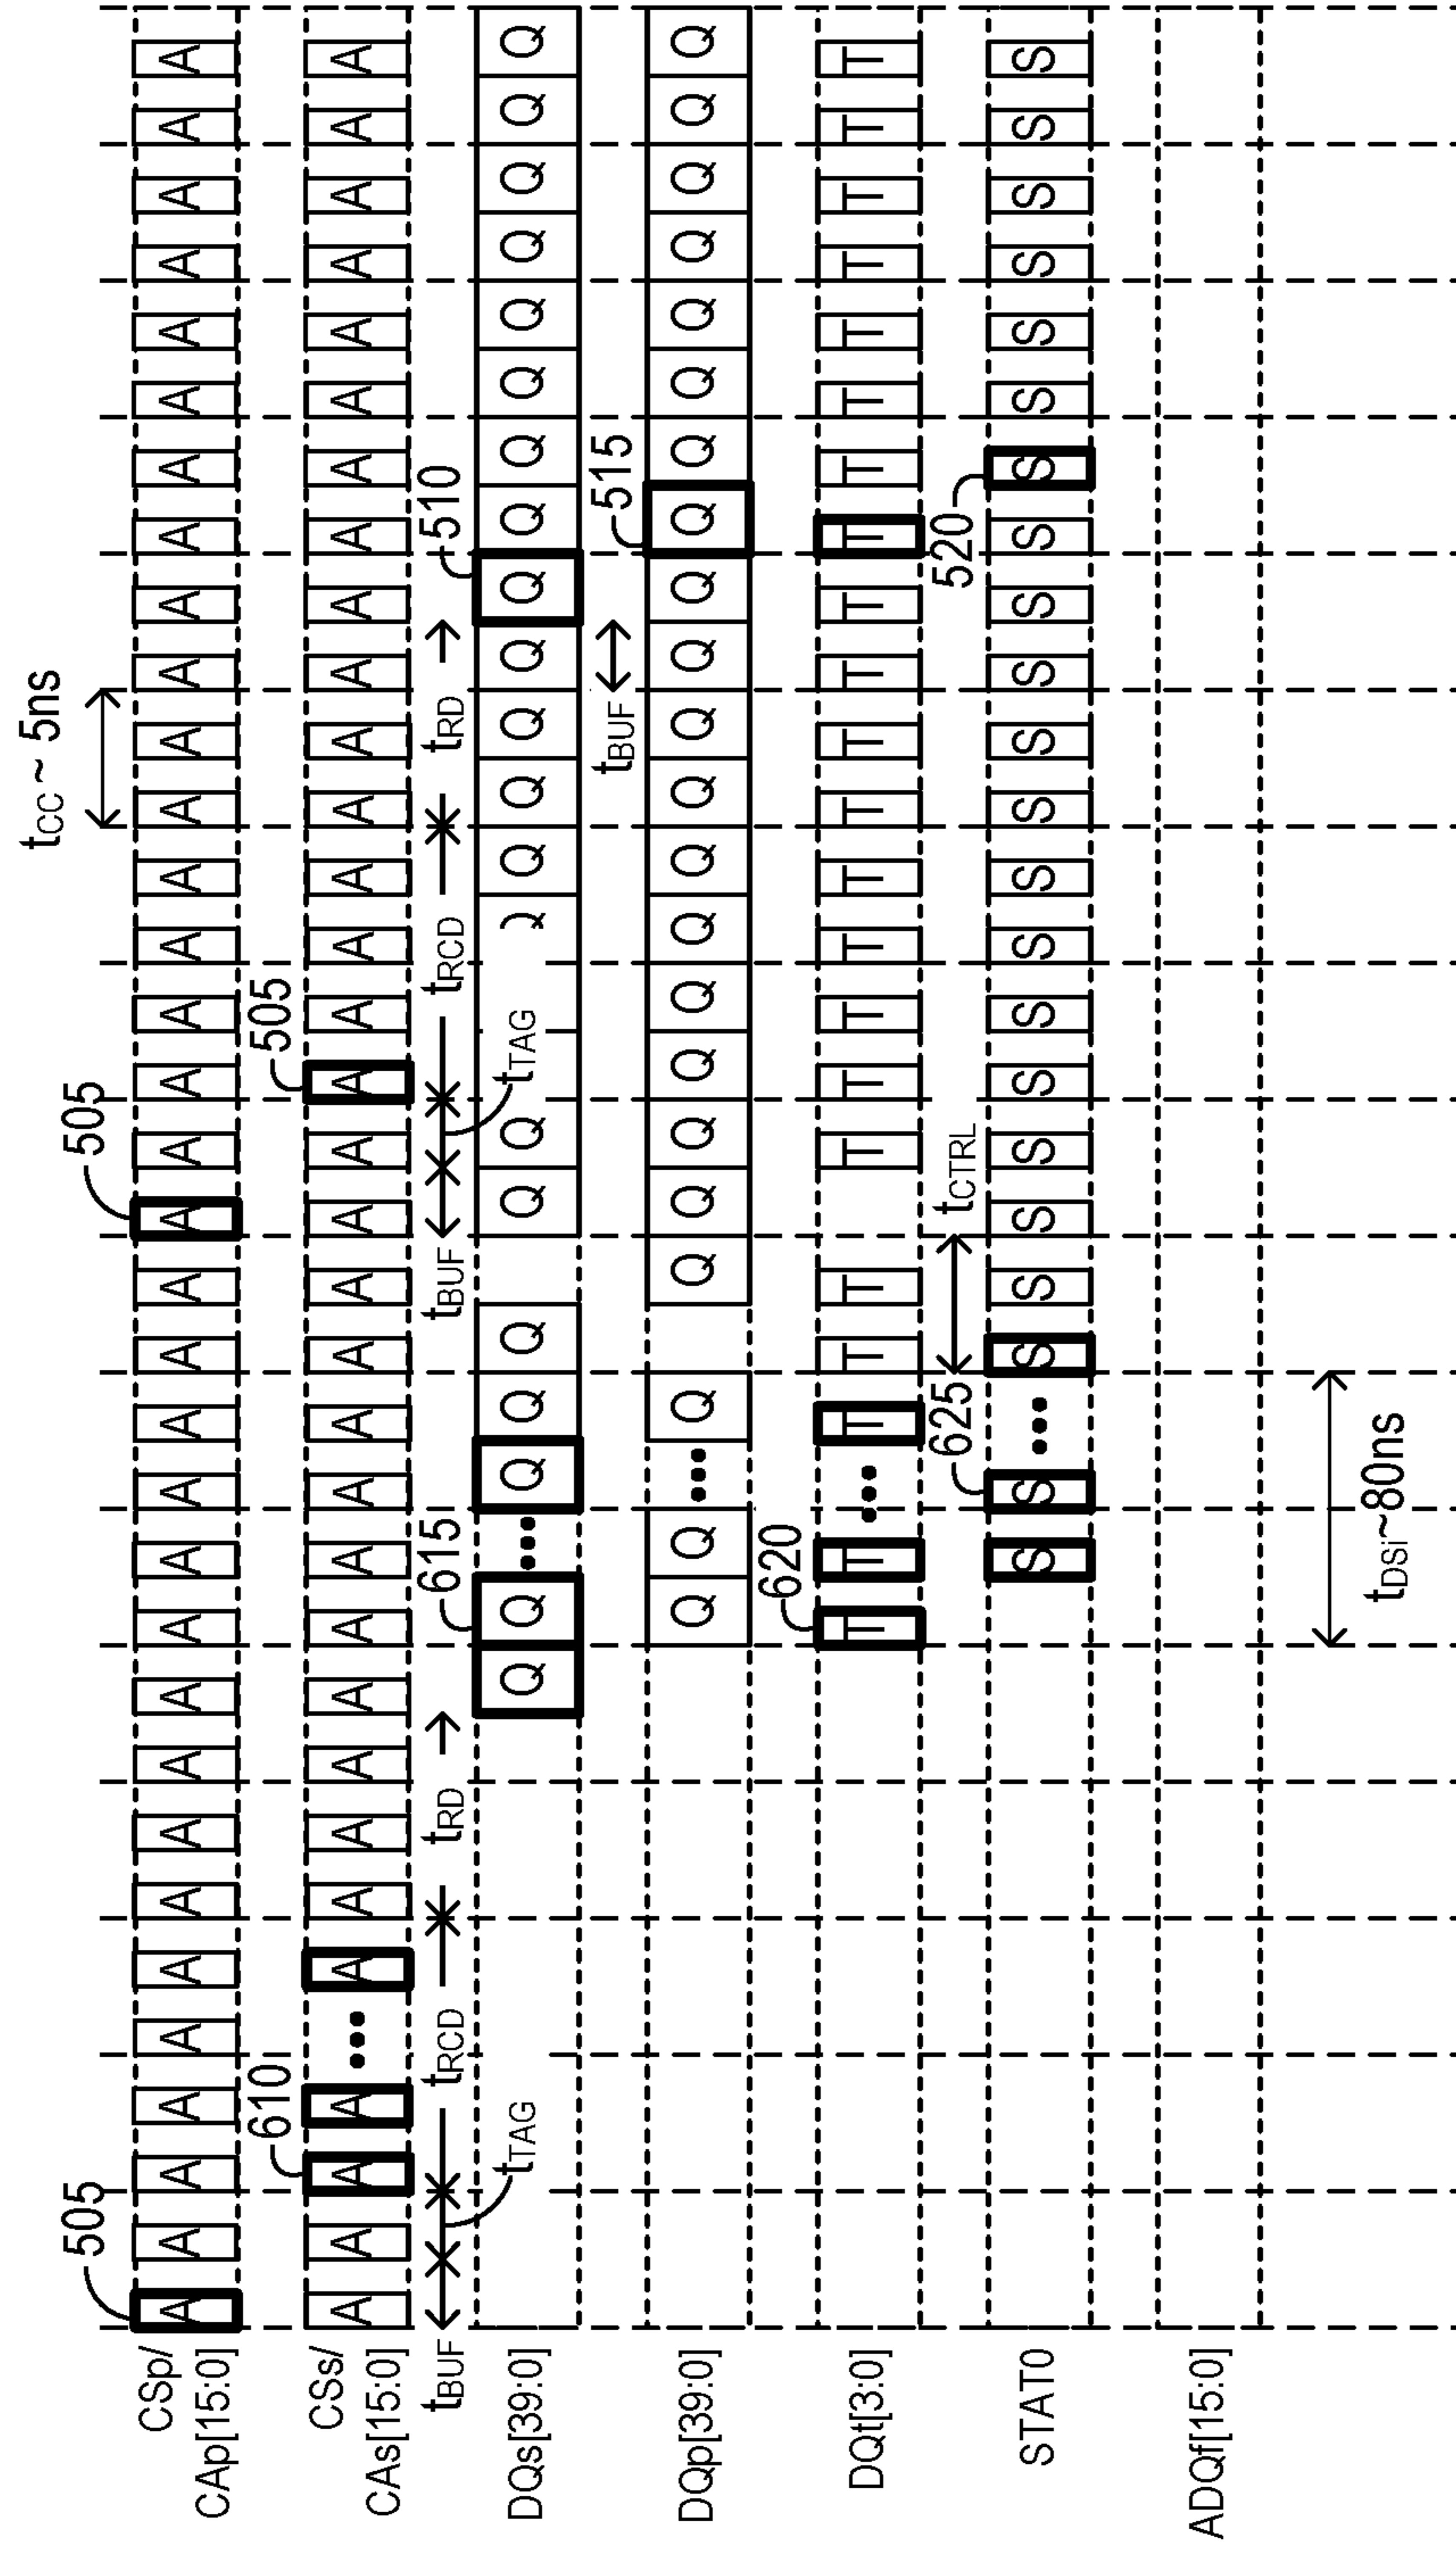 tCC ~ 5ns
505 505
CSp/
CAp[15:0] A A A A A A A A A A A A A A A A A A A A A A A A A A A A A A A A A A
610 505
CSs/
CAs[15:0] A A A A ••• A A A A A A A A A A A A A A A A A A A A A A A A A A A A A
tBUF tRCD tRD tBUF tRCD tRD
tTAG 615 tTAG 510
DQs[39:0] Q Q ••• Q Q Q Q Q Q Q Q Q Q Q Q Q Q Q Q Q Q
tBUF 515
DQp[39:0] Q Q ••• Q Q Q Q Q Q Q Q Q Q Q Q Q Q Q Q Q Q Q Q
620
DQt[3:0] T T ••• T T T T T T T T T T T T T T T T T T T T
625 tCTRL 520
STAT0 S S ••• S S S S S S S S S S S S S S S S S S S S
ADQf[15:0]
tDSi~80ns